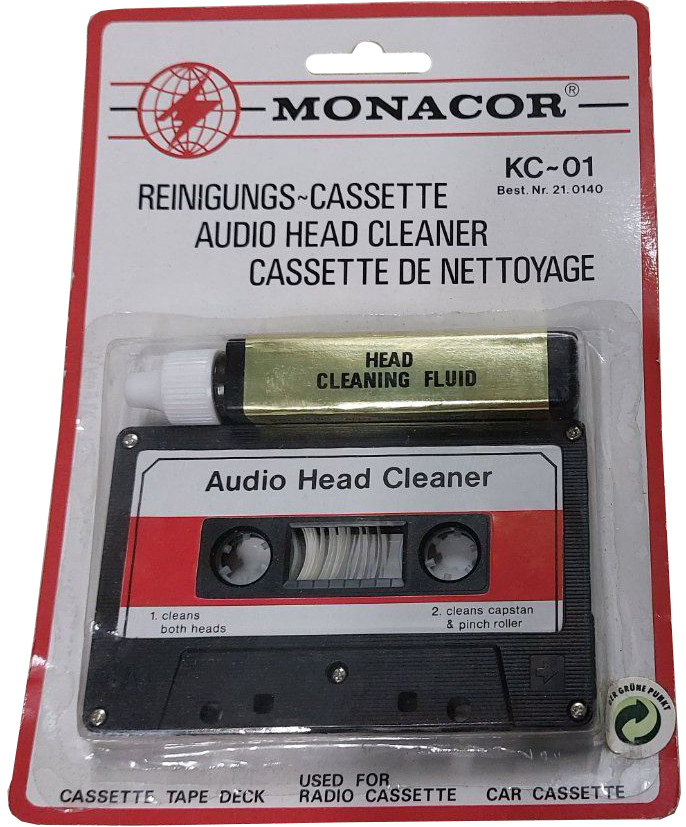 MONACOR®
KC~01
Best. Nr. 21.0140
REINIGUNGS~CASSETTE
AUDIO HEAD CLEANER
CASSETTE DE NETTOYAGE
HEAD
CLEANING FLUID
Audio Head Cleaner
1. cleans
both heads
2. cleans capstan
& pinch roller
DER GRÜNE PUNKT
CASSETTE TAPE DECK
USED FOR
RADIO CASSETTE
CAR CASSETTE